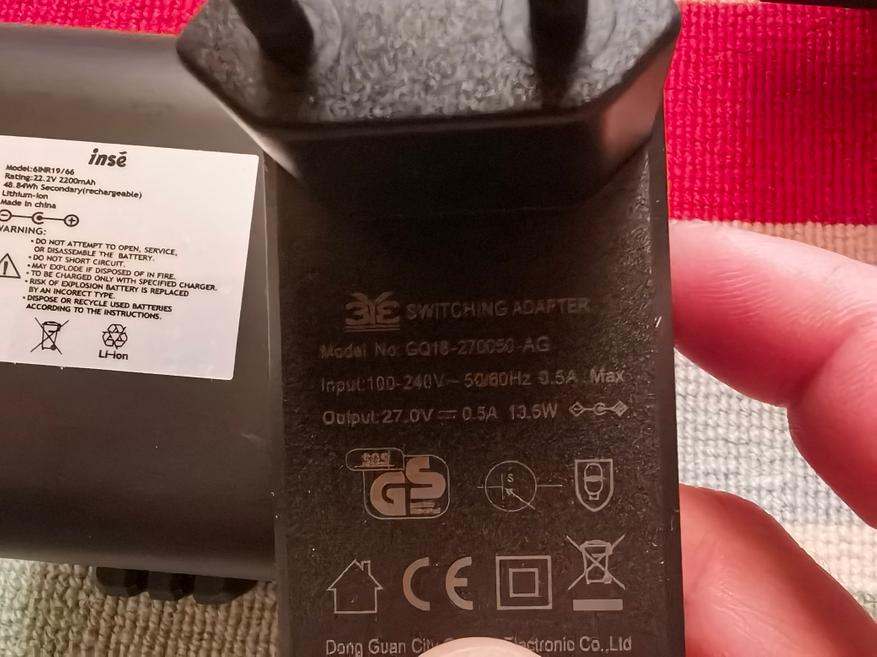 insé
Model:6INR19/66
Rating:22.2V 2200mAh
48.84Wh Secondary(rechargeable)
Lithium-ion
Made in china
WARNING:
• DO NOT ATTEMPT TO OPEN, SERVICE,
OR DISASSEMBLE THE BATTERY.
• DO NOT SHORT CIRCUIT.
• MAY EXPLODE IF DISPOSED OF IN FIRE.
• TO BE CHARGED ONLY WITH SPECIFIED CHARGER.
• RISK OF EXPLOSION BATTERY IS REPLACED
BY AN INCORRECT TYPE.
• DISPOSE OR RECYCLE USED BATTERIES
ACCORDING TO THE INSTRUCTIONS.
Li-ion
SWITCHING ADAPTER
Model No: GQ18-270050-AG
Input:100-240V~ 50/60Hz 0.5A Max
Output:27.0V 0.5A 13.5W
GS
S
CE
Dong Guan City Electronic Co.,Ltd